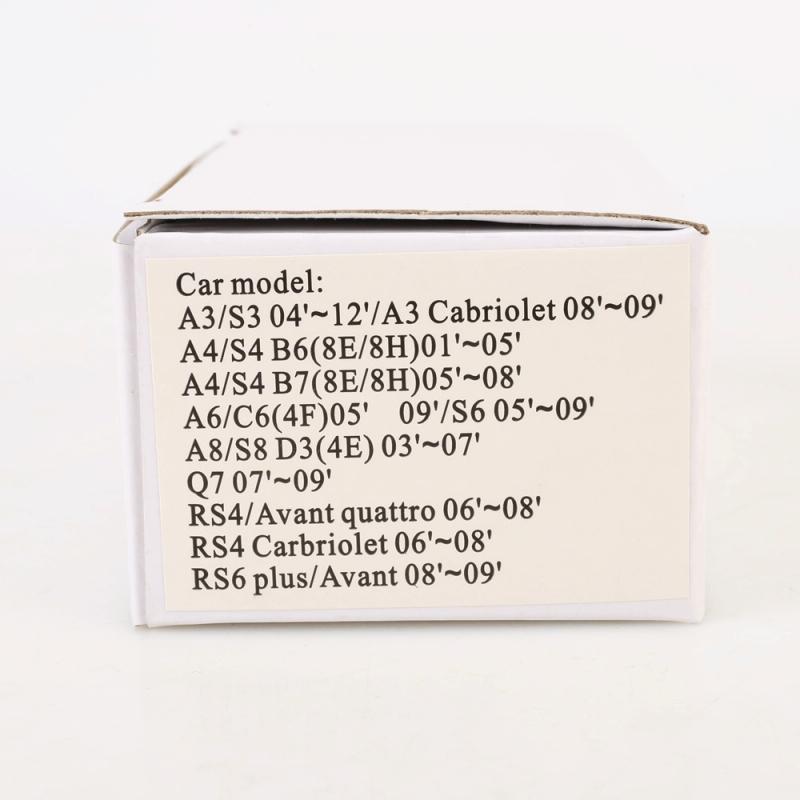 Car model:
A3/S3 04'~12'/A3 Cabriolet 08'~09'
A4/S4 B6(8E/8H)01'~05'
A4/S4 B7(8E/8H)05'~08'
A6/C6(4F)05'  09'/S6 05'~09'
A8/S8 D3(4E) 03'~07'
Q7 07'~09'
RS4/Avant quattro 06'~08'
RS4 Carbriolet 06'~08'
RS6 plus/Avant 08'~09'